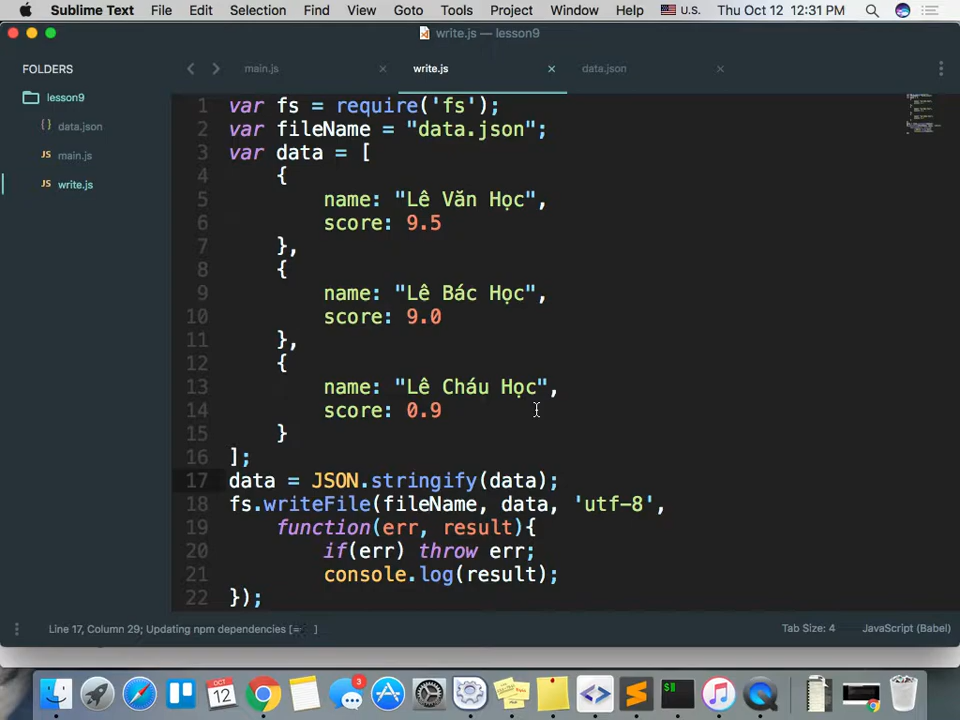 Sublime Text File Edit Selection Find View Goto Tools Project Window Help U.S. Thu Oct 12 12:31 PM
write.js — lesson9
FOLDERS
lesson9
data.json
main.js
write.js
main.js × write.js × data.json ×
1 var fs = require('fs');
2 var fileName = "data.json";
3 var data = [
4 {
5 name: "Lê Văn Học",
6 score: 9.5
7 },
8 {
9 name: "Lê Bác Học",
10 score: 9.0
11 },
12 {
13 name: "Lê Cháu Học",
14 score: 0.9
15 }
16 ];
17 data = JSON.stringify(data);
18 fs.writeFile(fileName, data, 'utf-8',
19 function(err, result){
20 if(err) throw err;
21 console.log(result);
22 });
Line 17, Column 29; Updating npm dependencies [= ] Tab Size: 4 JavaScript (Babel)
OCT
12
3